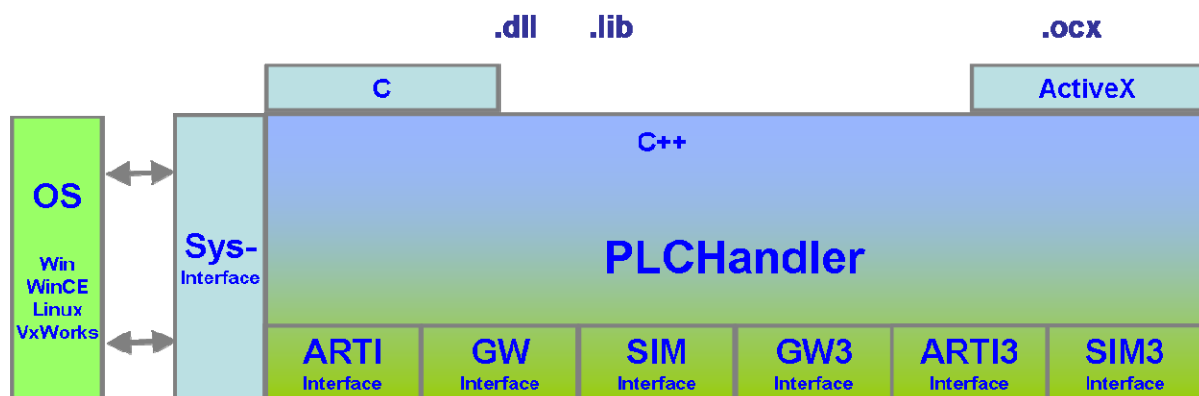 .dll .lib .ocx
C ActiveX
C++
OS
Win
WinCE
Linux
VxWorks
Sys-
Interface
PLCHandler
ARTI GW SIM GW3 ARTI3 SIM3
Interface Interface Interface Interface Interface Interface